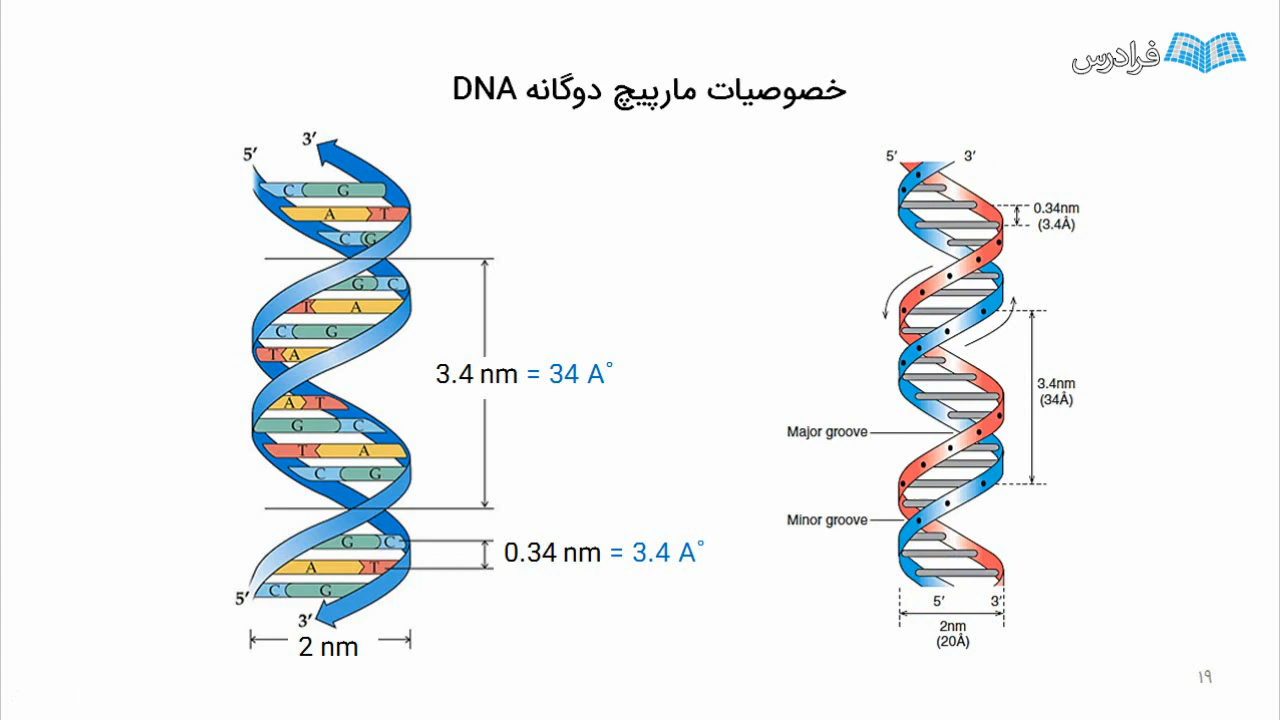 فرادرس
خصوصیات مارپیچ دوگانه DNA
5′ 3′
C G
A T
C G
G C
T A
C G
T A
A T
G C
T A
C G
G C
A T
C G
5′
3′
3.4 nm = 34 A°
0.34 nm = 3.4 A°
2 nm
5′ 3′
0.34nm
(3.4Å)
3.4nm
(34Å)
Major groove
Minor groove
5′ 3′
2nm
(20Å)
۱۹